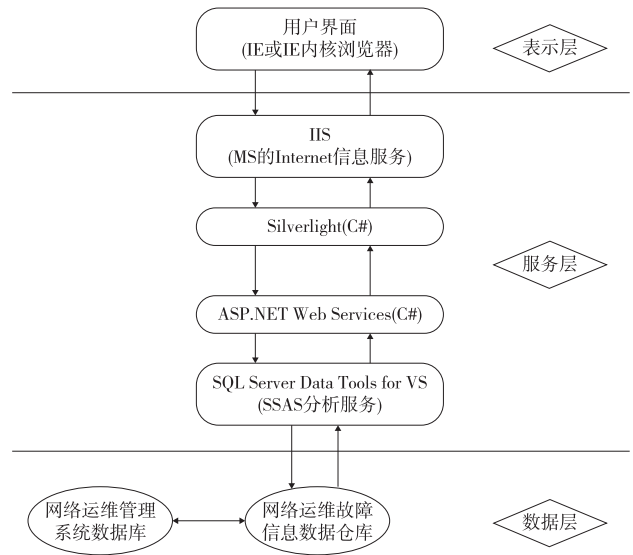 用户界面
(IE或IE内核浏览器)
表示层
IIS
(MS的Internet信息服务)
Silverlight(C#)
服务层
ASP.NET Web Services(C#)
SQL Server Data Tools for VS
(SSAS分析服务)
网络运维管理
系统数据库
网络运维故障
信息数据仓库
数据层